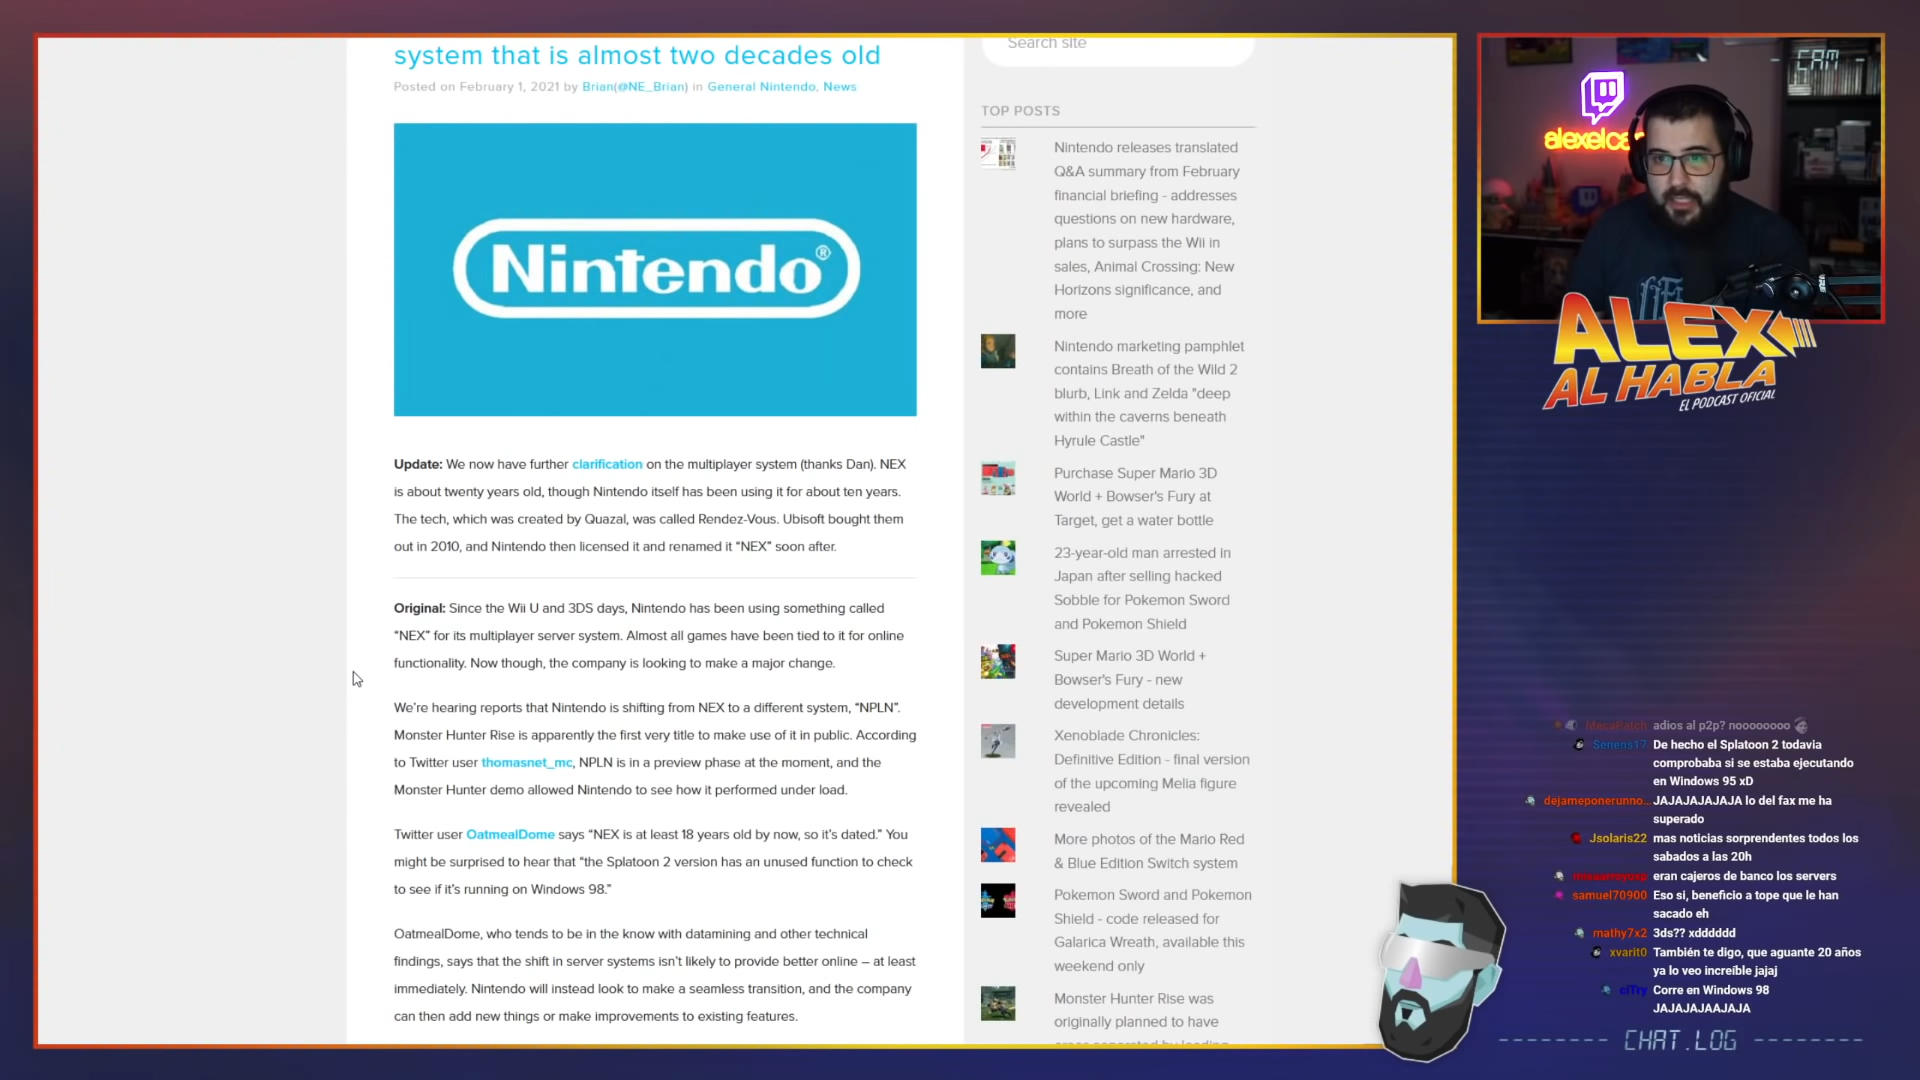 system that is almost two decades old
Posted on February 1, 2021 by Brian(@NE_Brian) in General Nintendo, News
Nintendo®
Update: We now have further clarification on the multiplayer system (thanks Dan). NEX
is about twenty years old, though Nintendo itself has been using it for about ten years.
The tech, which was created by Quazal, was called Rendez-Vous. Ubisoft bought them
out in 2010, and Nintendo then licensed it and renamed it “NEX” soon after.
Original: Since the Wii U and 3DS days, Nintendo has been using something called
“NEX” for its multiplayer server system. Almost all games have been tied to it for online
functionality. Now though, the company is looking to make a major change.
We’re hearing reports that Nintendo is shifting from NEX to a different system, “NPLN”.
Monster Hunter Rise is apparently the first very title to make use of it in public. According
to Twitter user thomasnet_mc, NPLN is in a preview phase at the moment, and the
Monster Hunter demo allowed Nintendo to see how it performed under load.
Twitter user OatmealDome says “NEX is at least 18 years old by now, so it’s dated.” You
might be surprised to hear that “the Splatoon 2 version has an unused function to check
to see if it’s running on Windows 98.”
OatmealDome, who tends to be in the know with datamining and other technical
findings, says that the shift in server systems isn’t likely to provide better online – at least
immediately. Nintendo will instead look to make a seamless transition, and the company
can then add new things or make improvements to existing features.
Search site
TOP POSTS
Nintendo releases translated
Q&A summary from February
financial briefing - addresses
questions on new hardware,
plans to surpass the Wii in
sales, Animal Crossing: New
Horizons significance, and
more
Nintendo marketing pamphlet
contains Breath of the Wild 2
blurb, Link and Zelda "deep
within the caverns beneath
Hyrule Castle"
Purchase Super Mario 3D
World + Bowser's Fury at
Target, get a water bottle
23-year-old man arrested in
Japan after selling hacked
Sobble for Pokemon Sword
and Pokemon Shield
Super Mario 3D World +
Bowser's Fury - new
development details
Xenoblade Chronicles:
Definitive Edition - final version
of the upcoming Melia figure
revealed
More photos of the Mario Red
& Blue Edition Switch system
Pokemon Sword and Pokemon
Shield - code released for
Galarica Wreath, available this
weekend only
Monster Hunter Rise was
originally planned to have
CAM
alexelca
ALEX
AL HABLA
EL PODCAST OFICIAL
adios al p2p? noooooooo
Senens17 De hecho el Splatoon 2 todavia
comprobaba si se estaba ejecutando
en Windows 95 xD
dejameponerunno... JAJAJAJAJAJA lo del fax me ha
superado
Jsolaris22 mas noticias sorprendentes todos los
sabados a las 20h
eran cajeros de banco los servers
samuel70900 Eso si, beneficio a tope que le han
sacado eh
mathy7x2 3ds?? xdddddd
xvarit0 También te digo, que aguante 20 años
ya lo veo increíble jajaj
Corre en Windows 98
JAJAJAJAAJAJA
CHAT.LOG